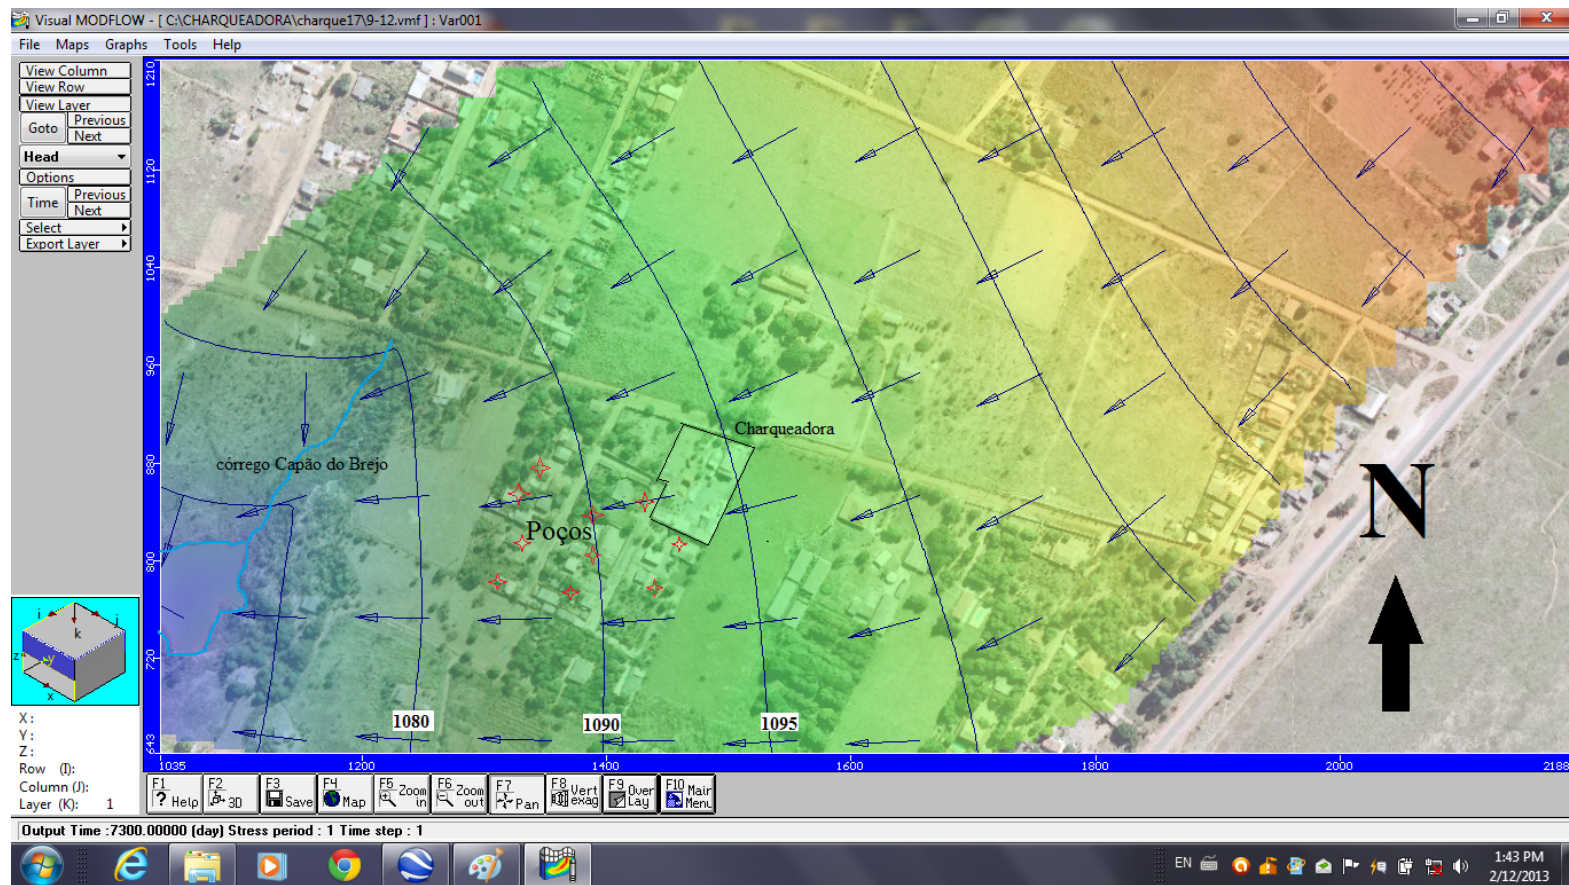 Visual MODFLOW - [ C:\CHARQUEADORA\charque17\9-12.vmf ] : Var001
File Maps Graphs Tools Help
View Column
View Row
View Layer
Goto Previous
Next
Head
Options
Time Previous
Next
Select
Export Layer
1210
1120
1040
960
880
800
720
643
Charqueadora
córrego Capão do Brejo
Poços
N
1080
1090
1095
1035 1200 1400 1600 1800 2000 2188
i
j
k
z
y
x
X :
Y :
Z :
Row (I):
Column (J):
Layer (K): 1
F1 ? Help
F2 3D
F3 Save
F4 Map
F5 Zoom in
F6 Zoom out
F7 Pan
F8 Vert exag
F9 Over Lay
F10 Main Menu
Output Time :7300.00000 (day) Stress period : 1 Time step : 1
EN
1:43 PM
2/12/2013